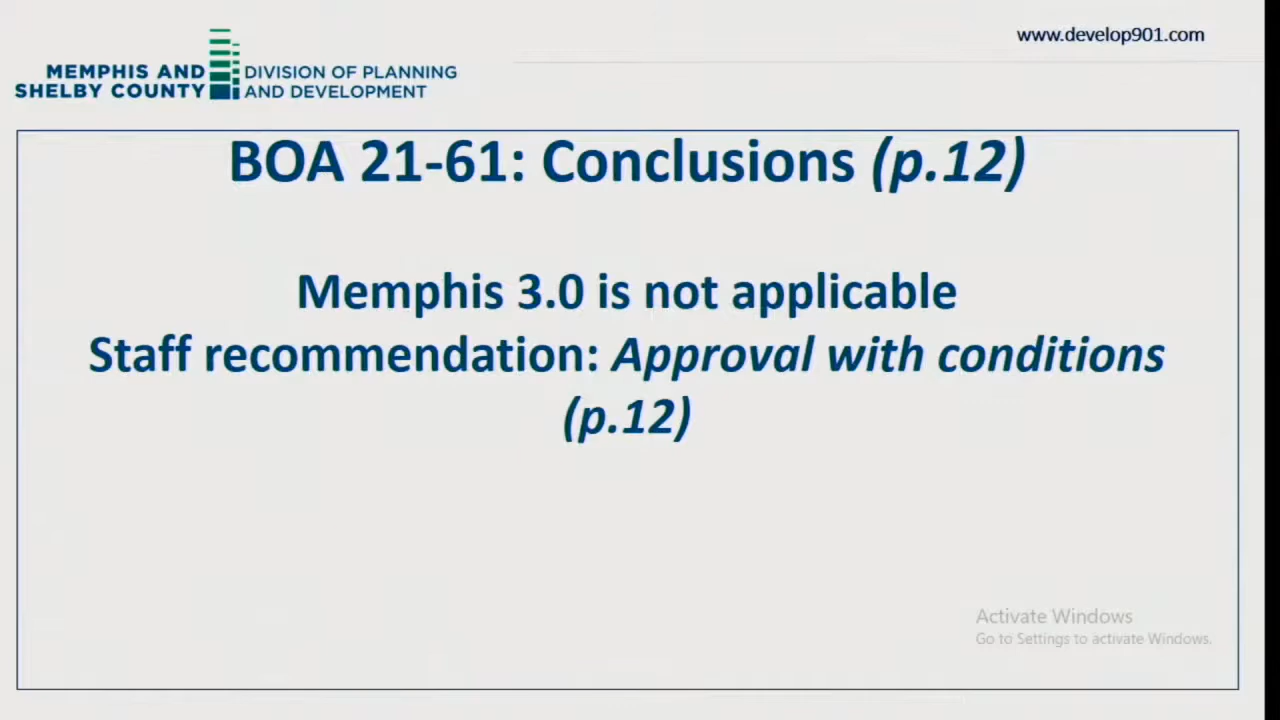 www.develop901.com
MEMPHIS AND
SHELBY COUNTY
DIVISION OF PLANNING
AND DEVELOPMENT
BOA 21-61: Conclusions (p.12)
Memphis 3.0 is not applicable
Staff recommendation: Approval with conditions
(p.12)
Activate Windows
Go to Settings to activate Windows.